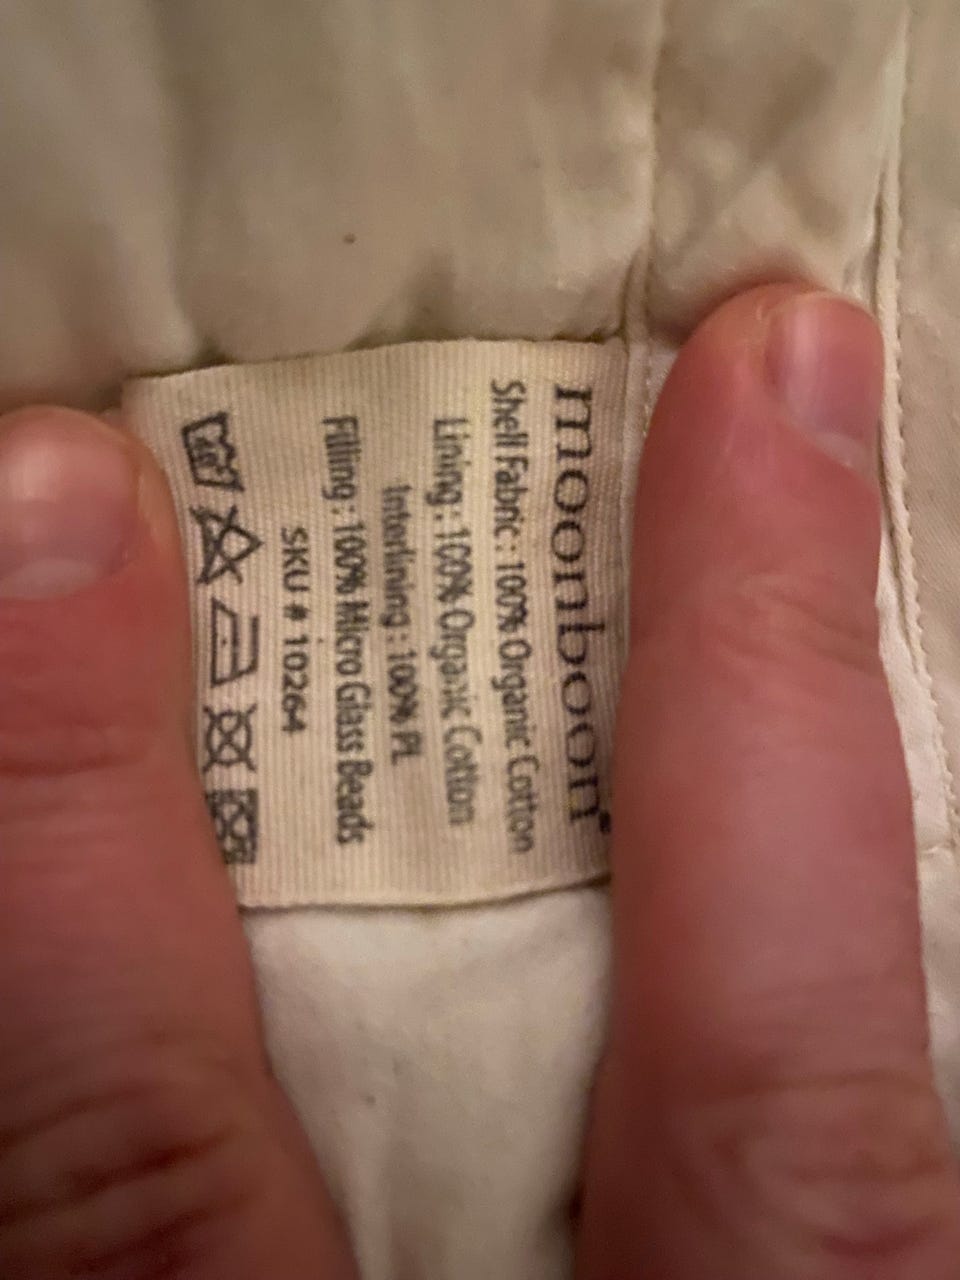 moonboon
Shell Fabric : 100% Organic Cotton
Lining : 100% Organic Cotton
Interlining : 100% PL
Filling : 100% Micro Glass Beads
SKU # 10264